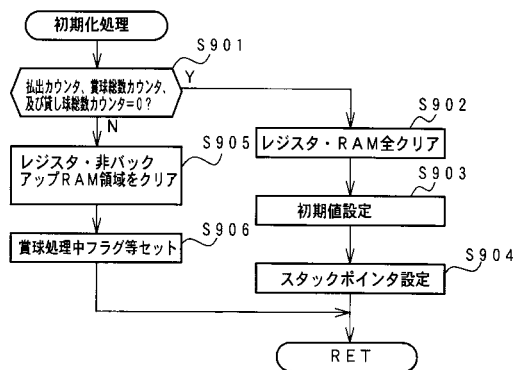 初期化処理
S901
払出カウンタ、賞球総数カウンタ、
及び貸し球総数カウンタ=0?
Y
N
S902
レジスタ・RAM全クリア
S905
レジスタ・非バック
アップRAM領域をクリア
S903
初期値設定
S906
賞球処理中フラグ等セット
S904
スタックポインタ設定
RET